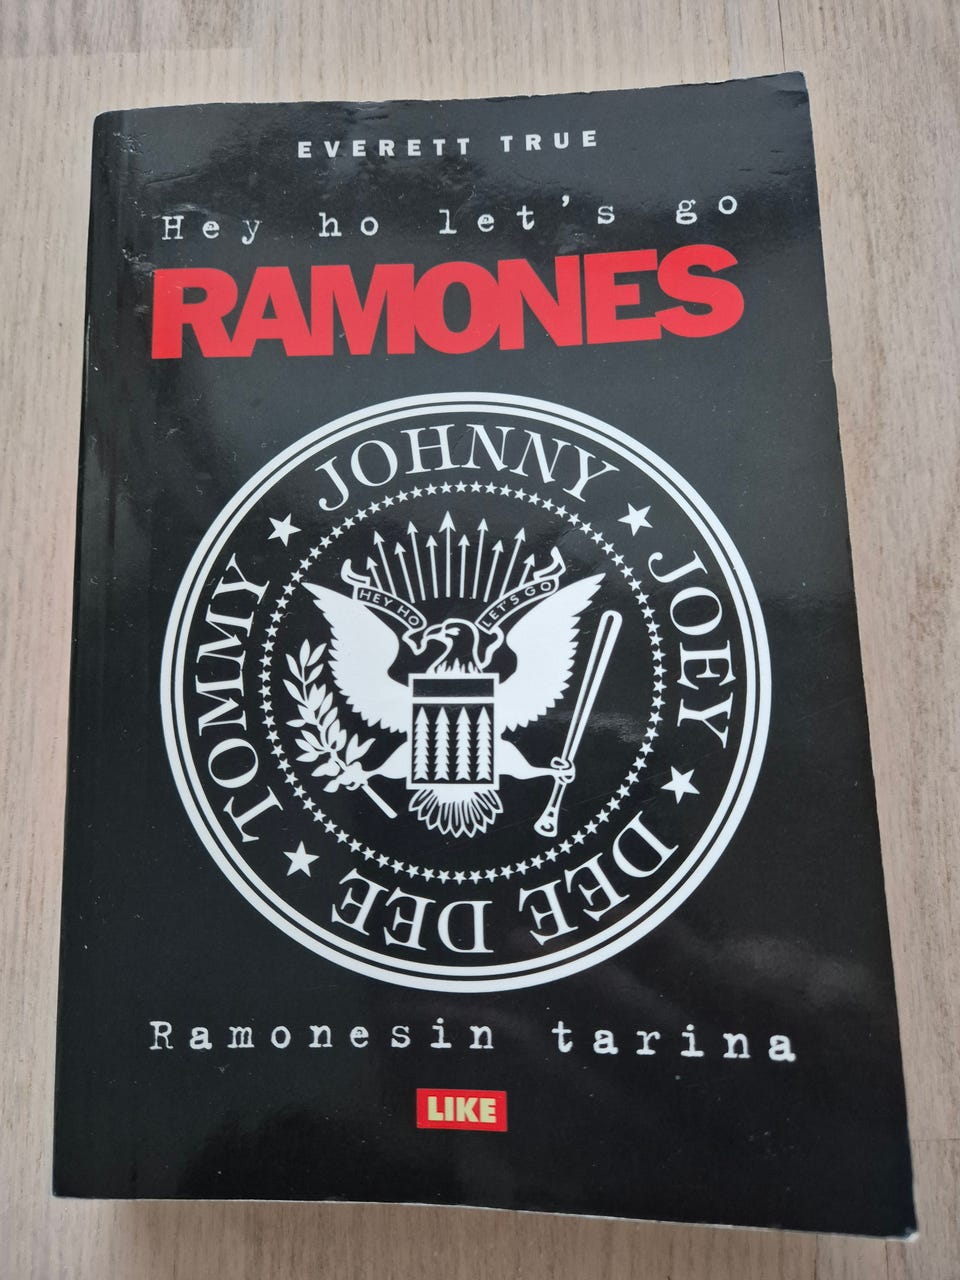 EVERETT TRUE
Hey ho let's go
RAMONES
JOHNNY
JOEY
DEE DEE
TOMMY
HEY HO
LET'S GO
Ramonesin tarina
LIKE